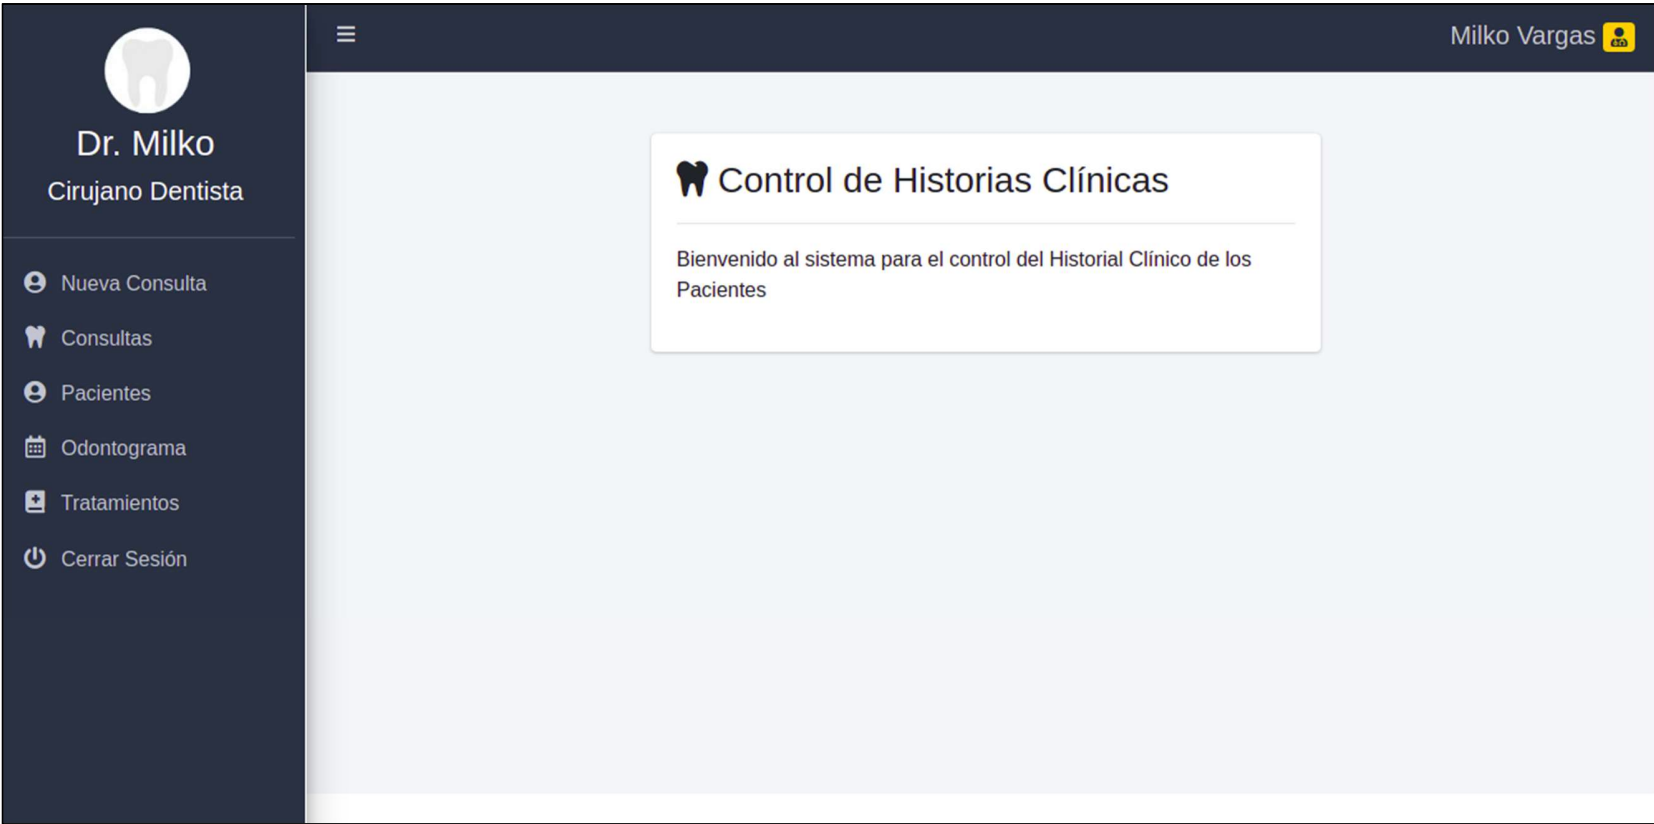 Dr. Milko
Cirujano Dentista
Nueva Consulta
Consultas
Pacientes
Odontograma
Tratamientos
Cerrar Sesión
Milko Vargas
Control de Historias Clínicas
Bienvenido al sistema para el control del Historial Clínico de los
Pacientes